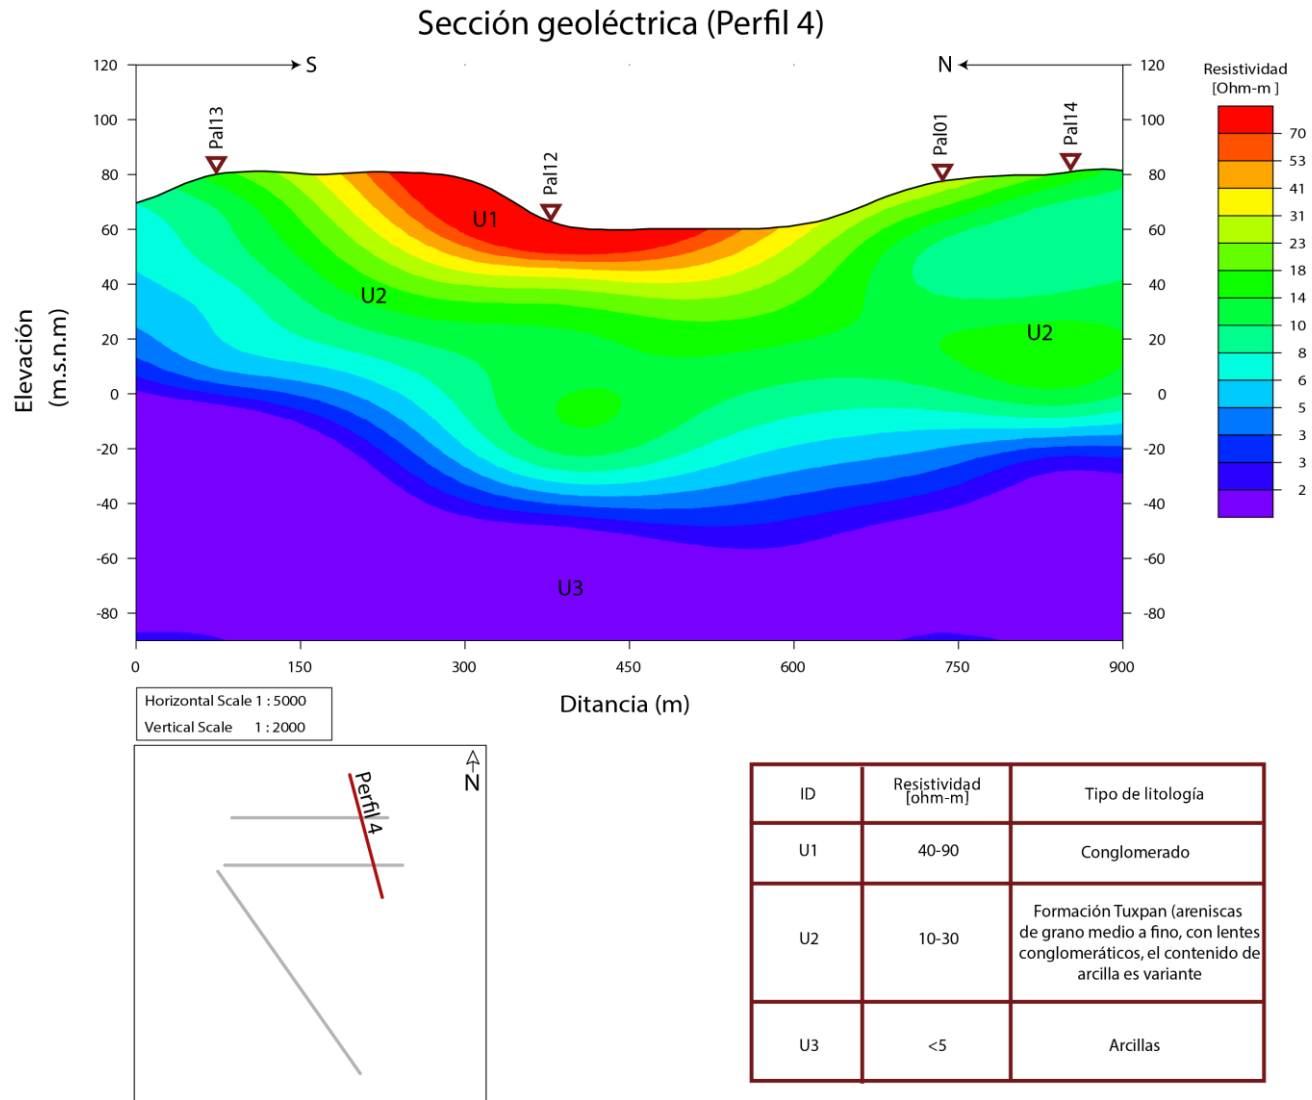 Sección geoléctrica (Perfil 4)
S
N
120
100
80
60
40
20
0
-20
-40
-60
-80
120
100
80
60
40
20
0
-20
-40
-60
-80
Elevación
(m.s.n.m)
Pal13
Pal12
Pal01
Pal14
U1
U2
U2
U3
0
150
300
450
600
750
900
Ditancia (m)
Resistividad
[Ohm-m ]
70
53
41
31
23
18
14
10
8
6
5
3
3
2
Horizontal Scale 1 : 5000
Vertical Scale 1 : 2000
N
Perfil 4
ID
Resistividad
[ohm-m]
Tipo de litología
U1
40-90
Conglomerado
U2
10-30
Formación Tuxpan (areniscas
de grano medio a fino, con lentes
conglomeráticos, el contenido de
arcilla es variante
U3
<5
Arcillas